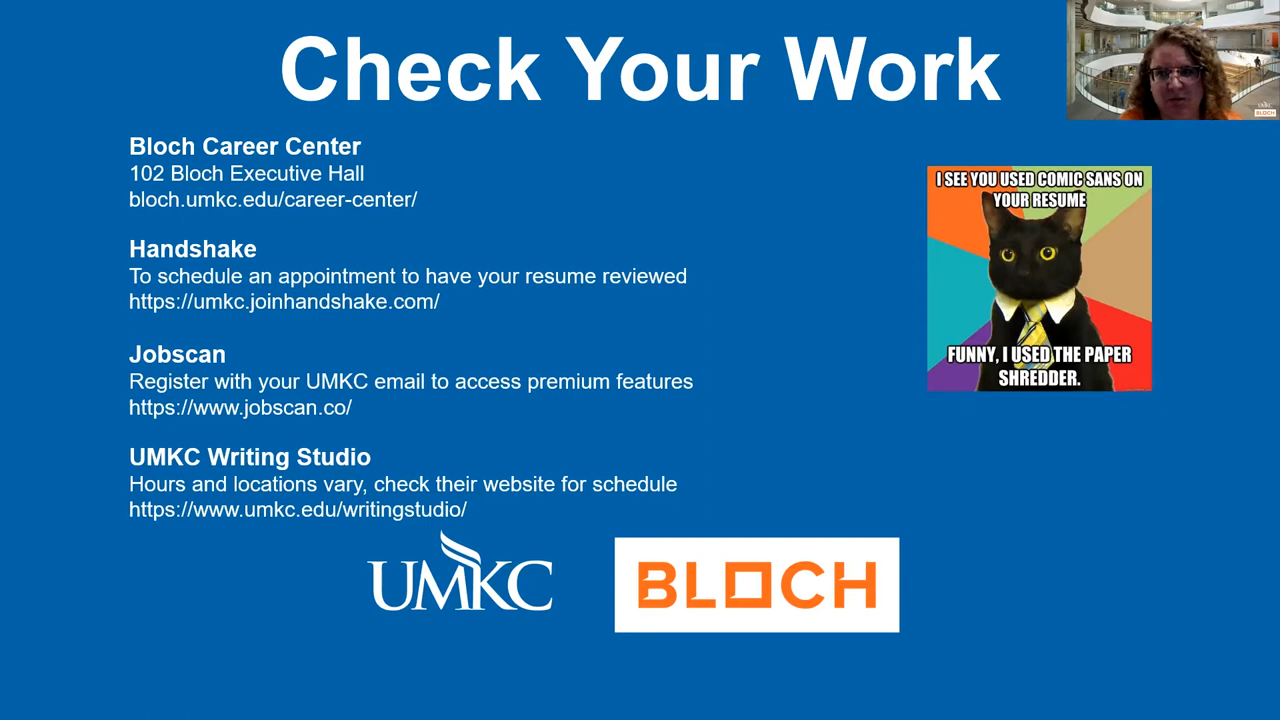 Check Your Work
Bloch Career Center
102 Bloch Executive Hall
bloch.umkc.edu/career-center/
Handshake
To schedule an appointment to have your resume reviewed
https://umkc.joinhandshake.com/
Jobscan
Register with your UMKC email to access premium features
https://www.jobscan.co/
UMKC Writing Studio
Hours and locations vary, check their website for schedule
https://www.umkc.edu/writingstudio/
I SEE YOU USED COMIC SANS ON
YOUR RESUME
FUNNY, I USED THE PAPER
SHREDDER.
UMKC
BLOCH
UMKC
BLOCH